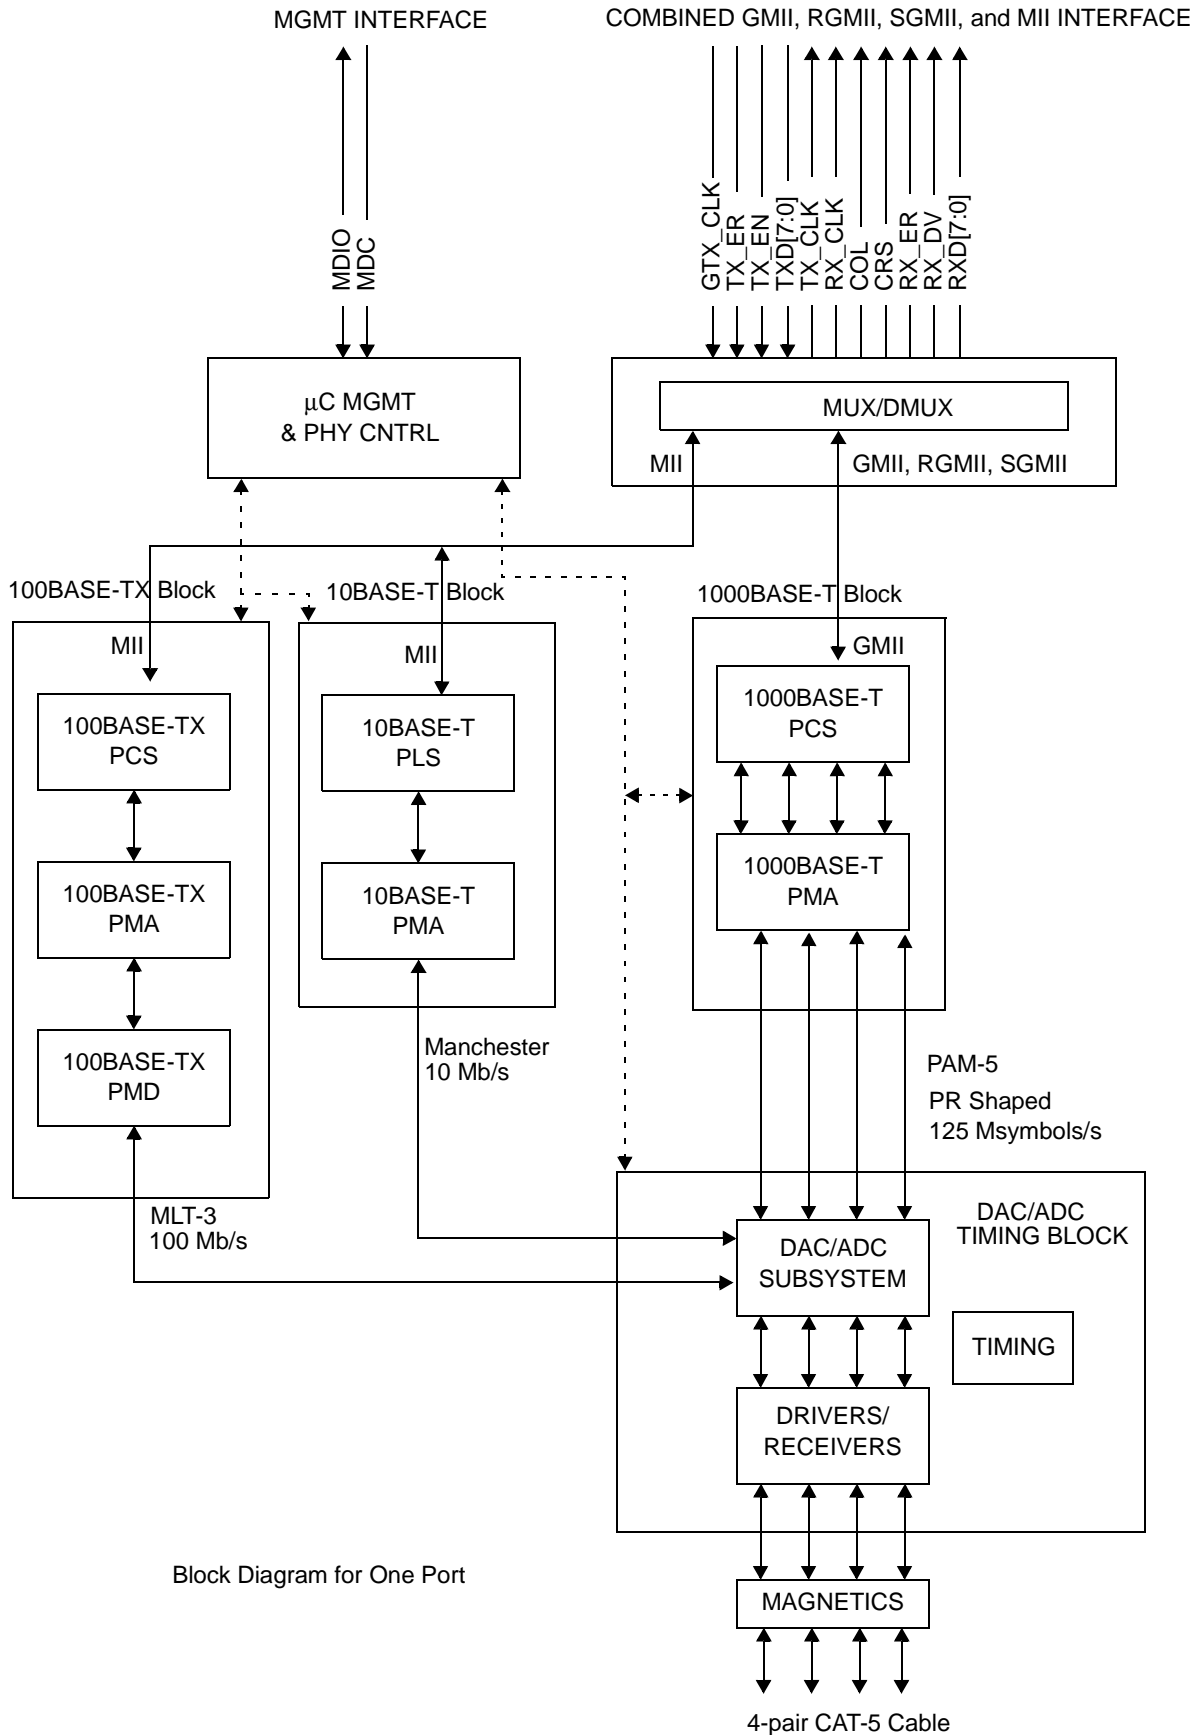 MGMT INTERFACE
COMBINED GMII, RGMII, SGMII, and MII INTERFACE
MDIO
MDC
GTX_CLK
TX_ER
TX_EN
TXD[7:0]
TX_CLK
RX_CLK
COL
CRS
RX_ER
RX_DV
RXD[7:0]
μC MGMT
& PHY CNTRL
MUX/DMUX
MII
GMII, RGMII, SGMII
100BASE-TX Block
10BASE-T Block
1000BASE-T Block
MII
MII
GMII
100BASE-TX
PCS
10BASE-T
PLS
1000BASE-T
PCS
100BASE-TX
PMA
10BASE-T
PMA
1000BASE-T
PMA
100BASE-TX
PMD
Manchester
10 Mb/s
PAM-5
PR Shaped
125 Msymbols/s
MLT-3
100 Mb/s
DAC/ADC
SUBSYSTEM
DAC/ADC
TIMING BLOCK
TIMING
DRIVERS/
RECEIVERS
Block Diagram for One Port
MAGNETICS
4-pair CAT-5 Cable